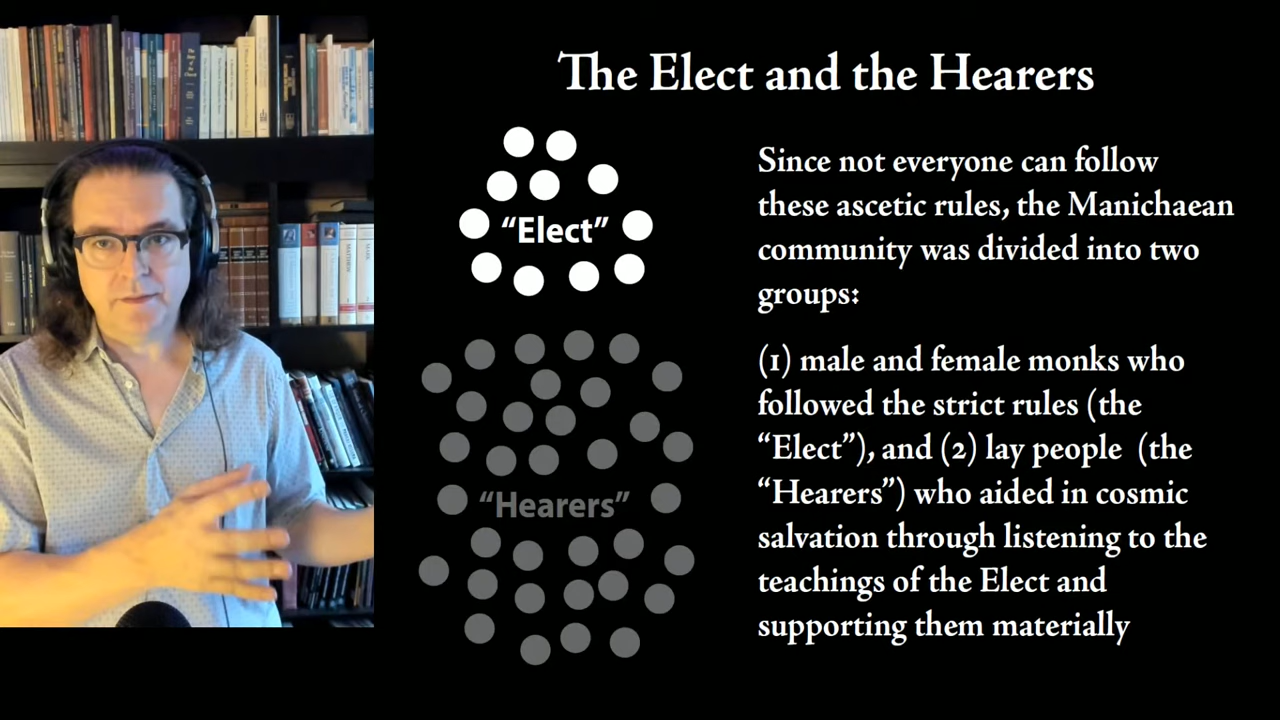 The Elect and the Hearers
“Elect”
“Hearers”
Since not everyone can follow
these ascetic rules, the Manichaean
community was divided into two
groups:
(1) male and female monks who
followed the strict rules (the
“Elect”), and (2) lay people (the
“Hearers”) who aided in cosmic
salvation through listening to the
teachings of the Elect and
supporting them materially